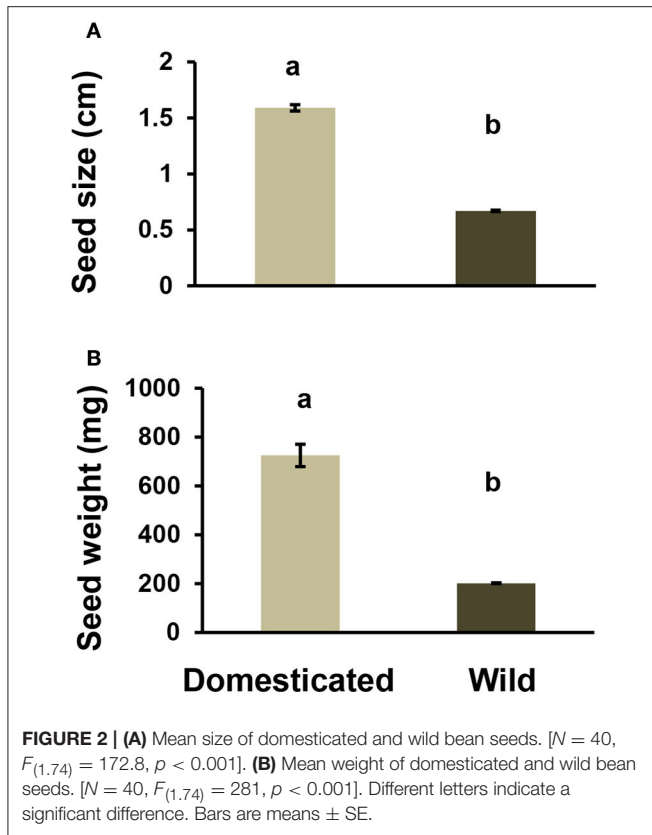 A
Seed size (cm)
2
1.5
1
0.5
0
a
b
B
Seed weight (mg)
1000
800
600
400
200
0
a
b
Domesticated Wild
FIGURE 2 | (A) Mean size of domesticated and wild bean seeds. [N = 40,
F(1.74) = 172.8, p < 0.001]. (B) Mean weight of domesticated and wild bean
seeds. [N = 40, F(1.74) = 281, p < 0.001]. Different letters indicate a
significant difference. Bars are means ± SE.